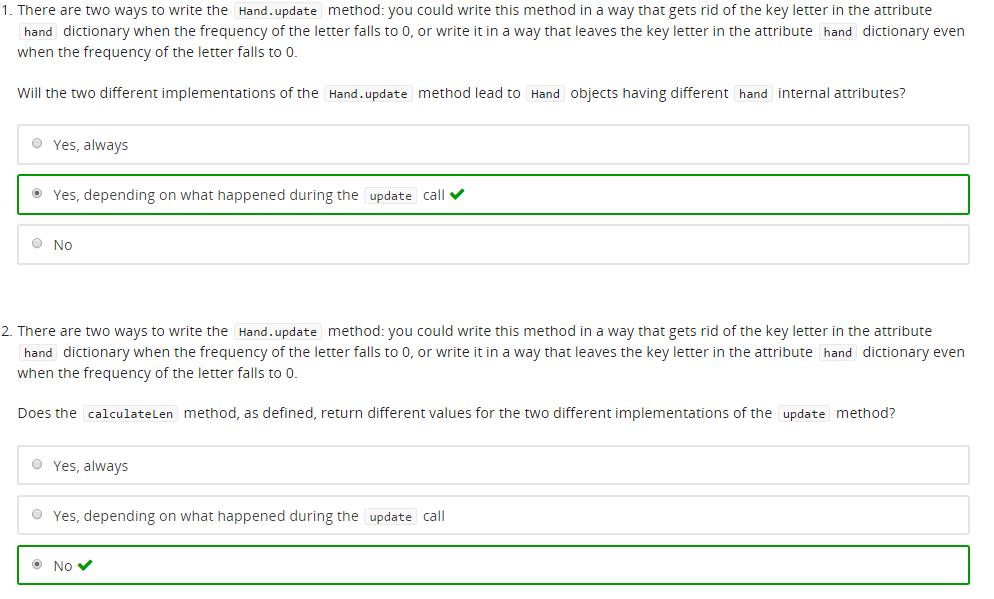 1. There are two ways to write the Hand.update method: you could write this method in a way that gets rid of the key letter in the attribute
hand dictionary when the frequency of the letter falls to 0, or write it in a way that leaves the key letter in the attribute hand dictionary even
when the frequency of the letter falls to 0.
Will the two different implementations of the Hand.update method lead to Hand objects having different hand internal attributes?
Yes, always
Yes, depending on what happened during the update call ✔
No
2. There are two ways to write the Hand.update method: you could write this method in a way that gets rid of the key letter in the attribute
hand dictionary when the frequency of the letter falls to 0, or write it in a way that leaves the key letter in the attribute hand dictionary even
when the frequency of the letter falls to 0.
Does the calculateLen method, as defined, return different values for the two different implementations of the update method?
Yes, always
Yes, depending on what happened during the update call
No ✔